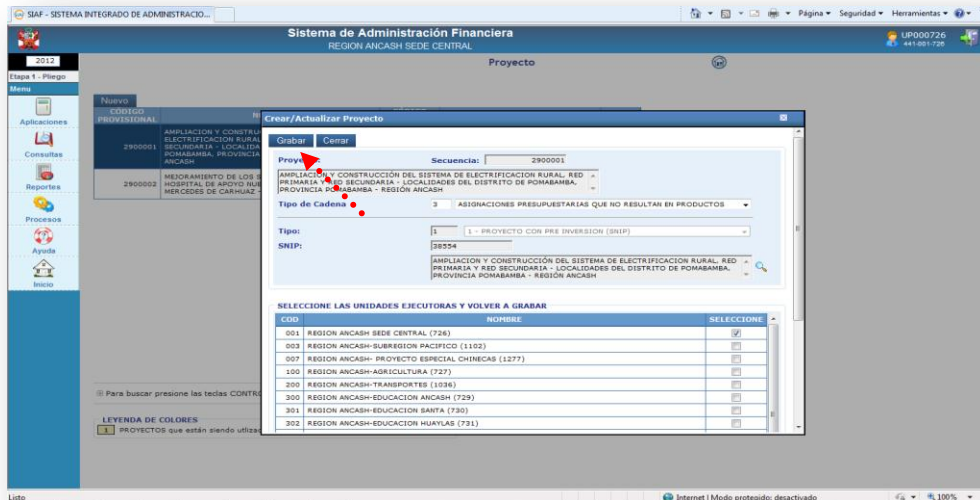 SIAF - SISTEMA INTEGRADO DE ADMINISTRACIO...
Página Seguridad Herramientas
Sistema de Administración Financiera
REGION ANCASH SEDE CENTRAL
UP000726
441-001-726
2012
Proyecto
Etapa 1 - Pliego
Menu
Aplicaciones
Consultas
Reportes
Procesos
Ayuda
Inicio
Nuevo
CÓDIGO
PROVISIONAL
2900001
AMPLIACION Y CONSTRU
ELECTRIFICACION RURAL
SECUNDARIA - LOCALIDA
POMABAMBA, PROVINCIA
ANCASH
2900002
MEJORAMIENTO DE LOS S
HOSPITAL DE APOYO NUE
MERCEDES DE CARHUAZ -
Crear/Actualizar Proyecto
Grabar Cerrar
Secuencia: 2900001
AMPLIACIÓN Y CONSTRUCCIÓN DEL SISTEMA DE ELECTRIFICACION RURAL, RED
PRIMARIA Y RED SECUNDARIA - LOCALIDADES DEL DISTRITO DE POMABAMBA,
PROVINCIA POMABAMBA - REGIÓN ANCASH
Tipo de Cadena 3 ASIGNACIONES PRESUPUESTARIAS QUE NO RESULTAN EN PRODUCTOS
Tipo: 1 1 - PROYECTO CON PRE INVERSION (SNIP)
SNIP: 38554
AMPLIACION Y CONSTRUCCIÓN DEL SISTEMA DE ELECTRIFICACION RURAL, RED
PRIMARIA Y RED SECUNDARIA - LOCALIDADES DEL DISTRITO DE POMABAMBA,
PROVINCIA POMABAMBA - REGIÓN ANCASH
SELECCIONE LAS UNIDADES EJECUTORAS Y VOLVER A GRABAR
COD NOMBRE SELECCIONE
001 REGION ANCASH SEDE CENTRAL (726)
003 REGION ANCASH-SUBREGION PACIFICO (1102)
007 REGION ANCASH- PROYECTO ESPECIAL CHINECAS (1277)
100 REGION ANCASH-AGRICULTURA (727)
200 REGION ANCASH-TRANSPORTES (1036)
300 REGION ANCASH-EDUCACION ANCASH (729)
301 REGION ANCASH-EDUCACION SANTA (730)
302 REGION ANCASH-EDUCACION HUAYLAS (731)
Para buscar presione las teclas CONTRO
LEYENDA DE COLORES
1 PROYECTOS que están siendo utlizad
Listo
Internet | Modo protegido: desactivado
100%